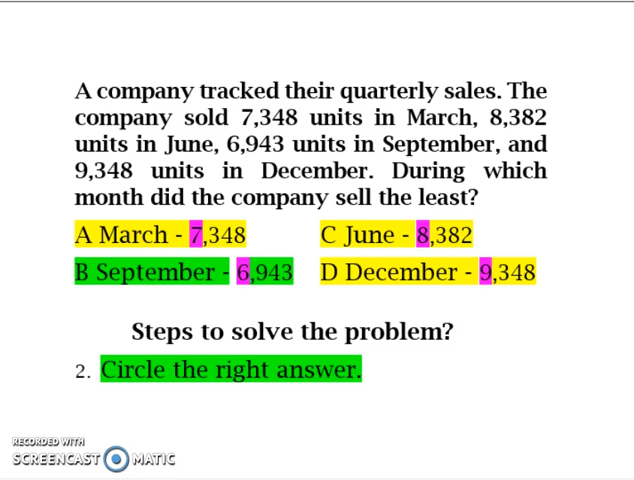 A company tracked their quarterly sales. The
company sold 7,348 units in March, 8,382
units in June, 6,943 units in September, and
9,348 units in December. During which
month did the company sell the least?
A March - 7,348 C June - 8,382
B September - 6,943 D December - 9,348
Steps to solve the problem?
2. Circle the right answer.
RECORDED WITH
SCREENCAST MATIC